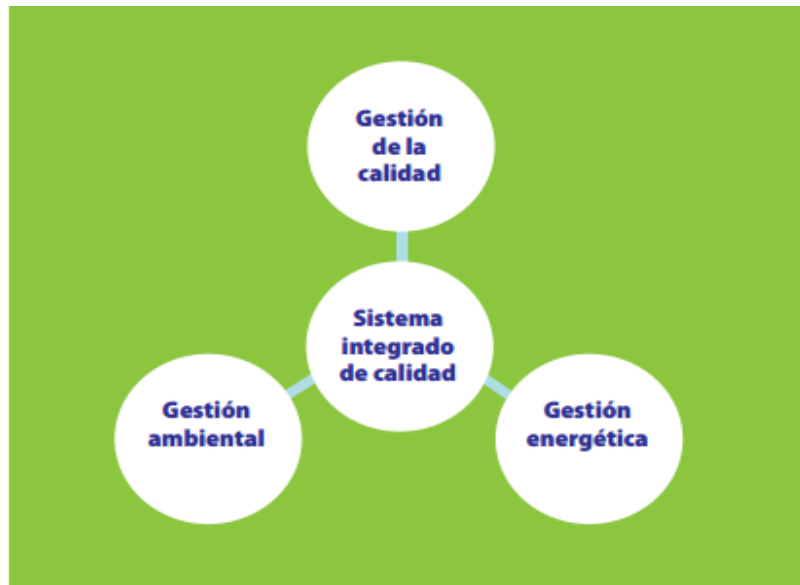 Gestión
de la
calidad
Sistema
integrado
de calidad
Gestión
ambiental
Gestión
energética